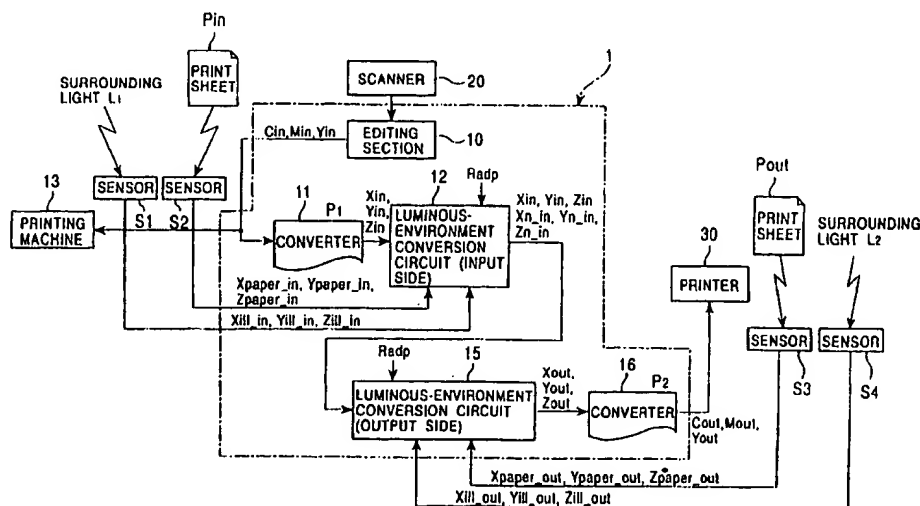 Pin
1
PRINT
SHEET
SCANNER
20
SURROUNDING
LIGHT L1
Cin,Min,Yin
EDITING
SECTION
10
Pout
13
SENSOR
SENSOR
S1
S2
PRINTING
MACHINE
11
P1
CONVERTER
12
Radp
LUMINOUS-
ENVIRONMENT
CONVERSION
CIRCUIT (INPUT
SIDE)
Xin,
Yin,
Zin
Xin, Yin, Zin
Xn_in, Yn_in,
Zn_in
PRINT
SHEET
SURROUNDING
LIGHT L2
30
PRINTER
Xpaper_in, Ypaper_in,
Zpaper_in
Xill_in, Yill_in, Zill_in
SENSOR
SENSOR
S3
S4
Radp
15
LUMINOUS-ENVIRONMENT
CONVERSION CIRCUIT
(OUTPUT SIDE)
Xout,
Yout,
Zout
16
P2
CONVERTER
Cout,Mout,
Yout
Xpaper_out, Ypaper_out, Zpaper_out
Xill_out, Yill_out, Zill_out